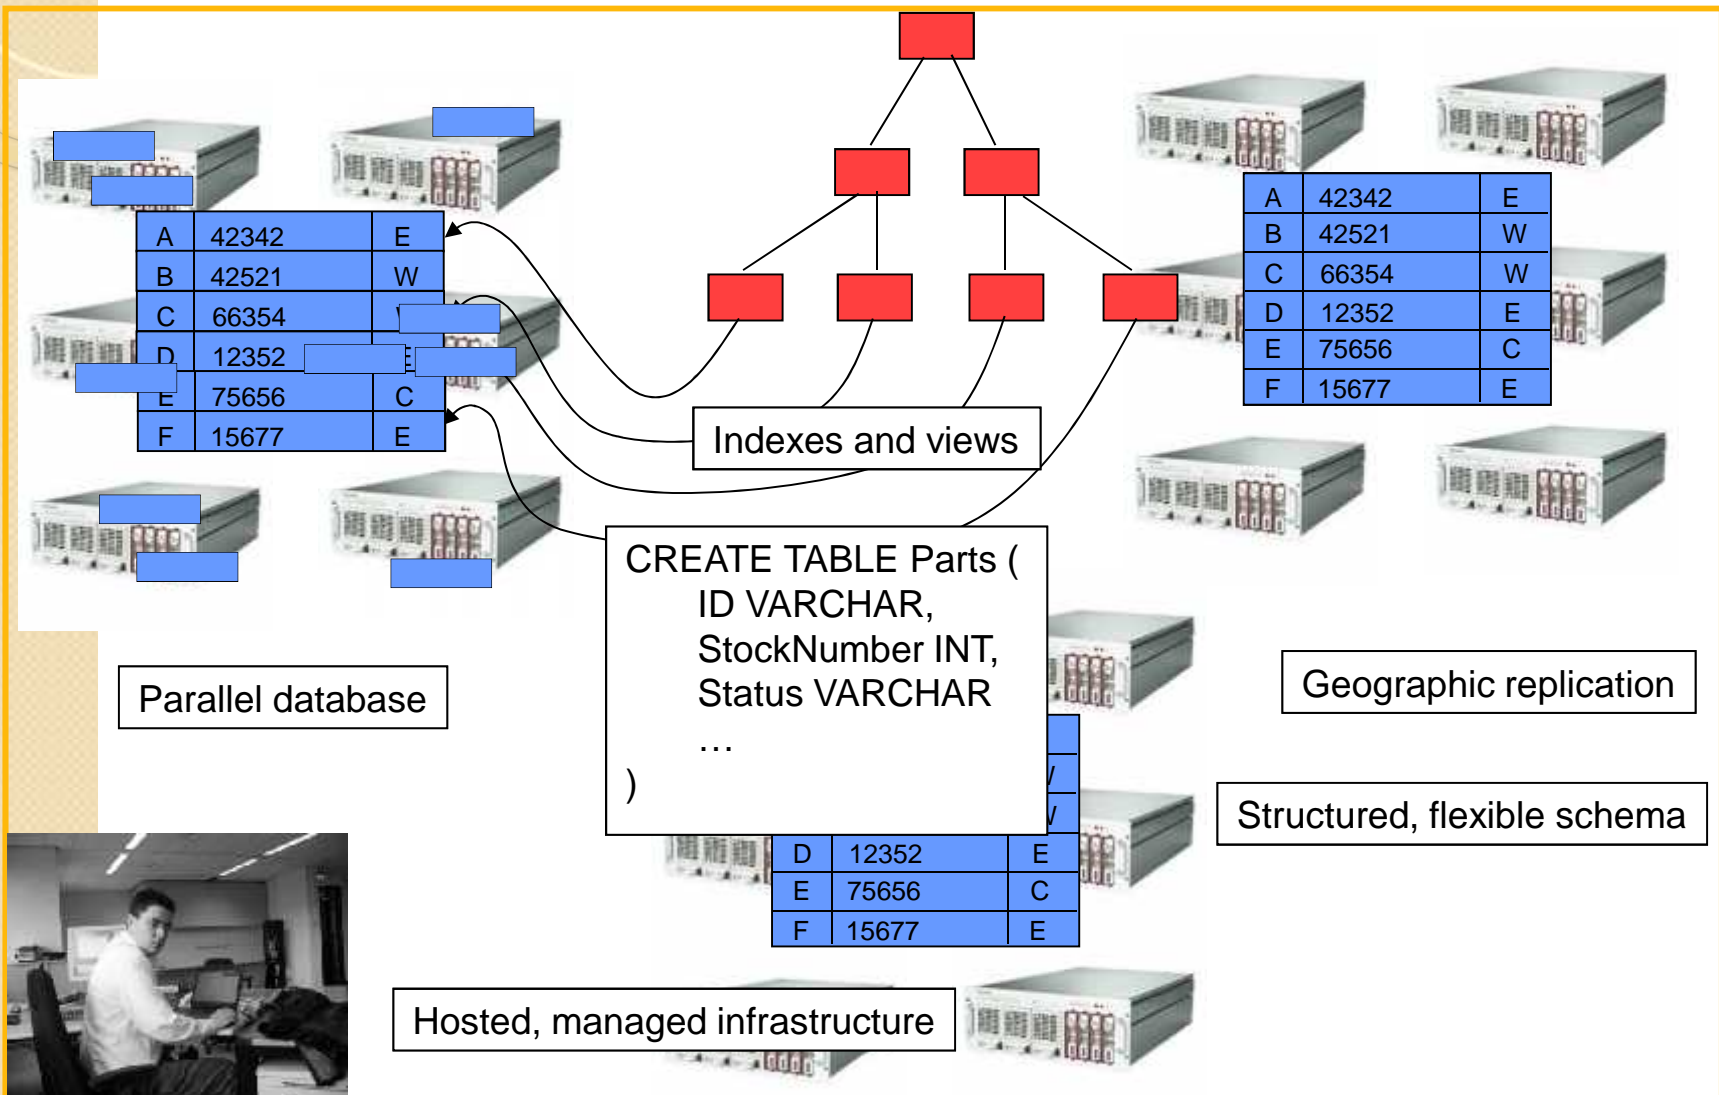 A 42342 E
B 42521 W
C 66354
D 12352 E
E 75656 C
F 15677 E
A 42342 E
B 42521 W
C 66354 W
D 12352 E
E 75656 C
F 15677 E
Indexes and views
CREATE TABLE Parts (
ID VARCHAR,
StockNumber INT,
Status VARCHAR
…
)
Parallel database
Geographic replication
Structured, flexible schema
W
W
D 12352 E
E 75656 C
F 15677 E
Hosted, managed infrastructure